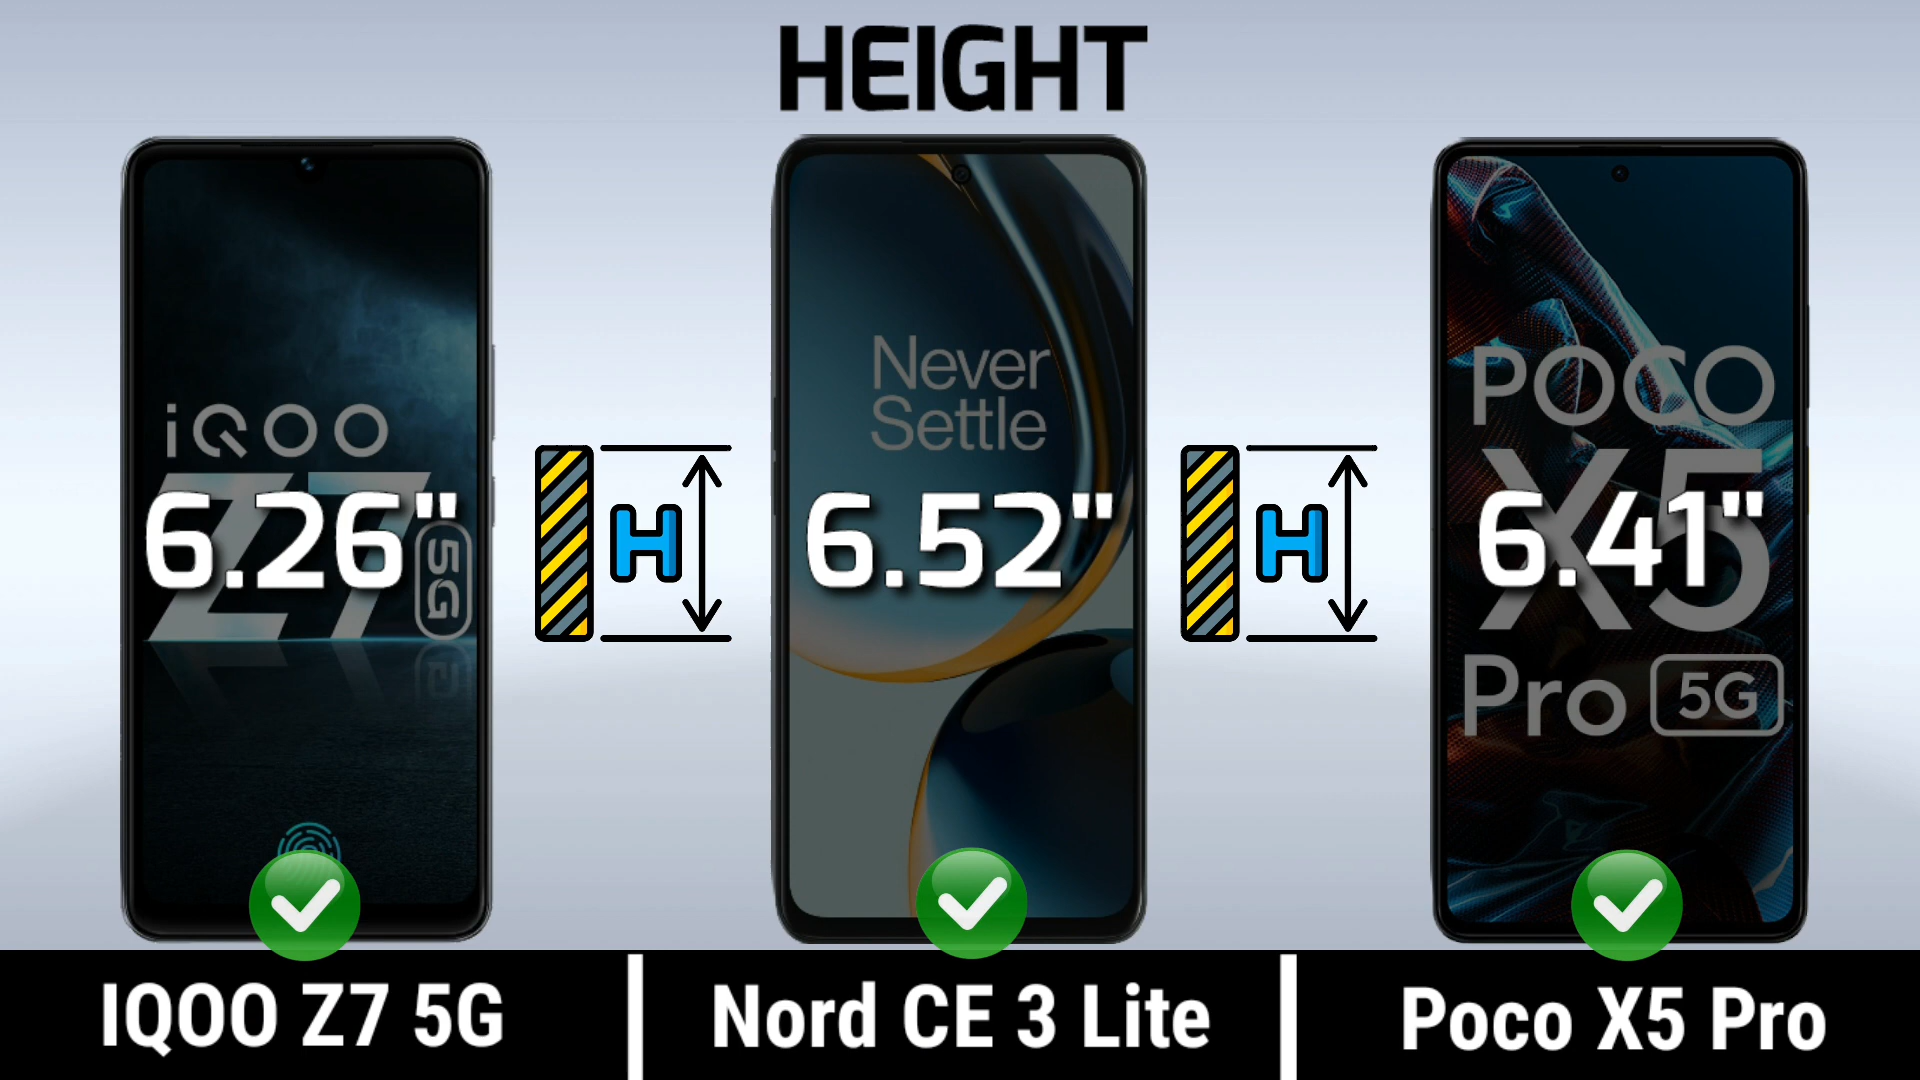 HEIGHT
iQOO
Z7 5G
6.26"
H
Never
Settle
6.52"
H
POCO
X5
6.41"
Pro 5G
IQOO Z7 5G
Nord CE 3 Lite
Poco X5 Pro